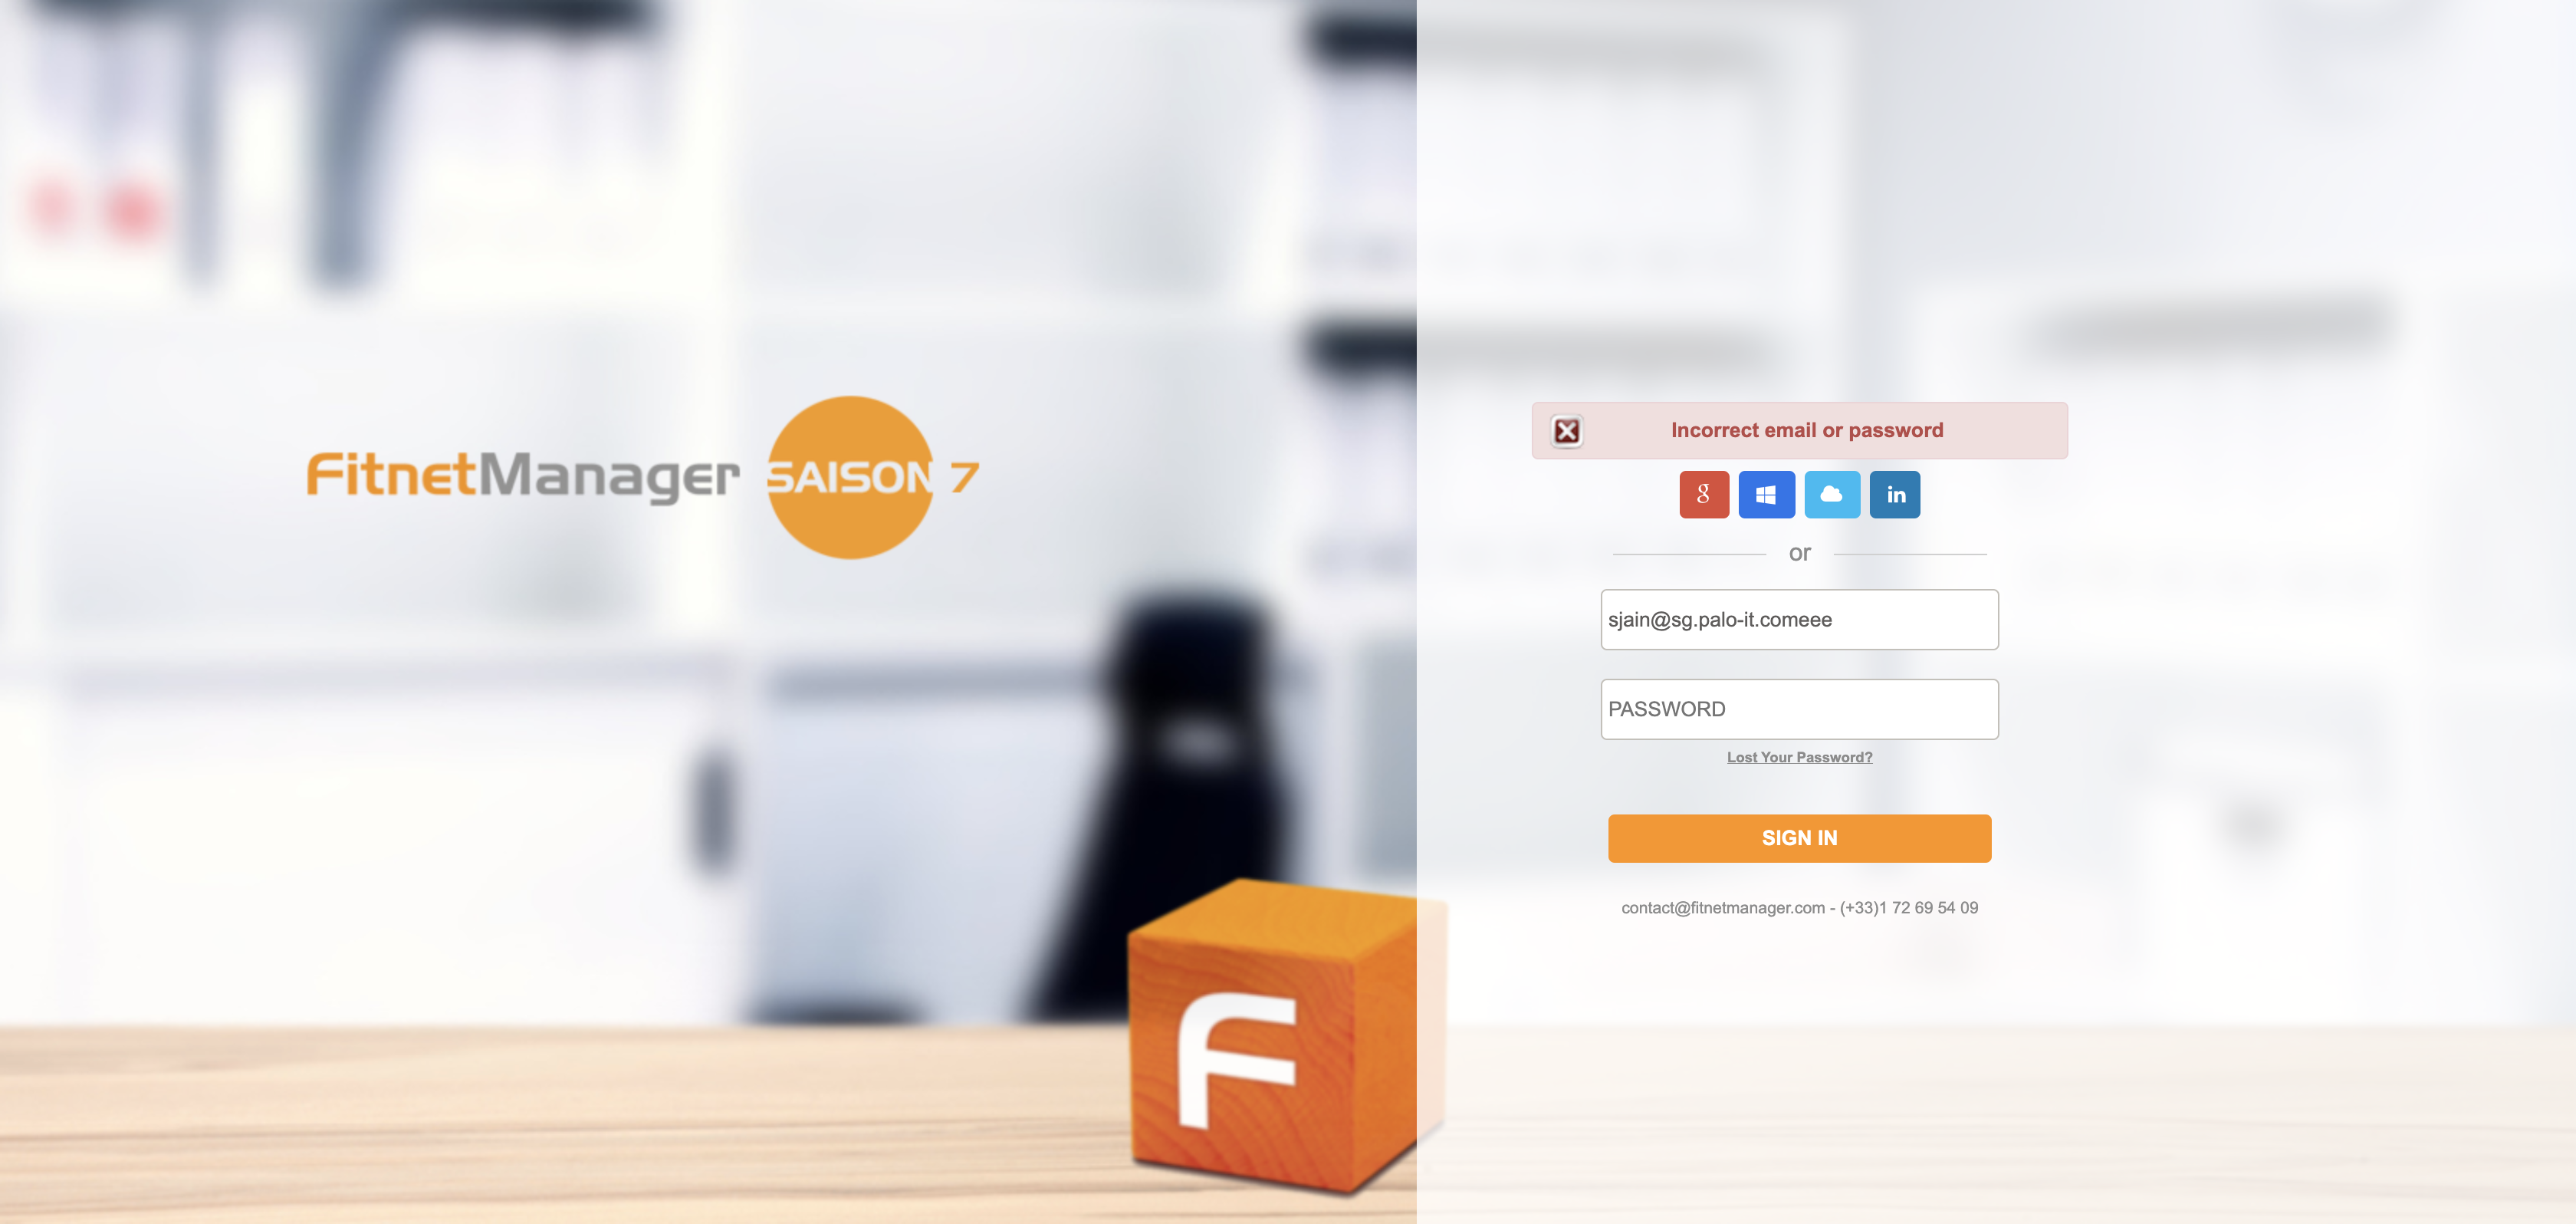 FitnetManager SAISON 7
Incorrect email or password
or
sjain@sg.palo-it.comeee
PASSWORD
Lost Your Password?
SIGN IN
contact@fitnetmanager.com - (+33)1 72 69 54 09
F